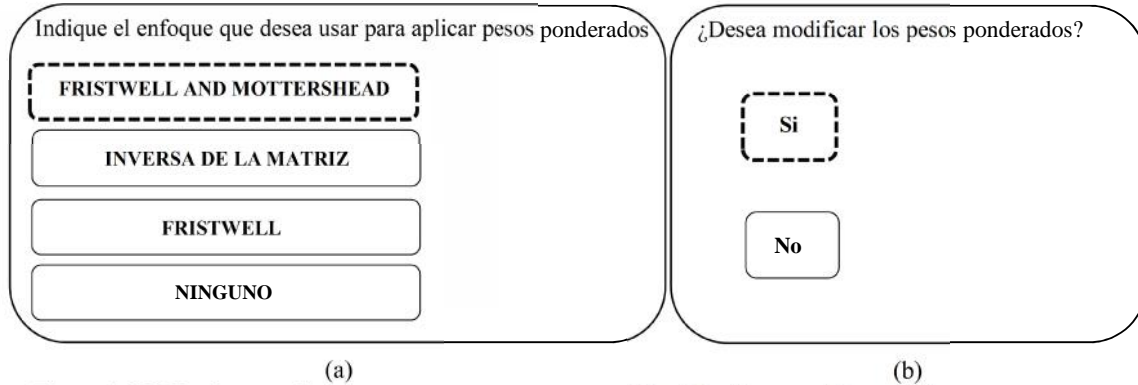 Indique el enfoque que desea usar para aplicar pesos ponderados
FRISTWELL AND MOTTERSHEAD
INVERSA DE LA MATRIZ
FRISTWELL
NINGUNO
(a)
¿Desea modificar los pesos ponderados?
Si
No
(b)